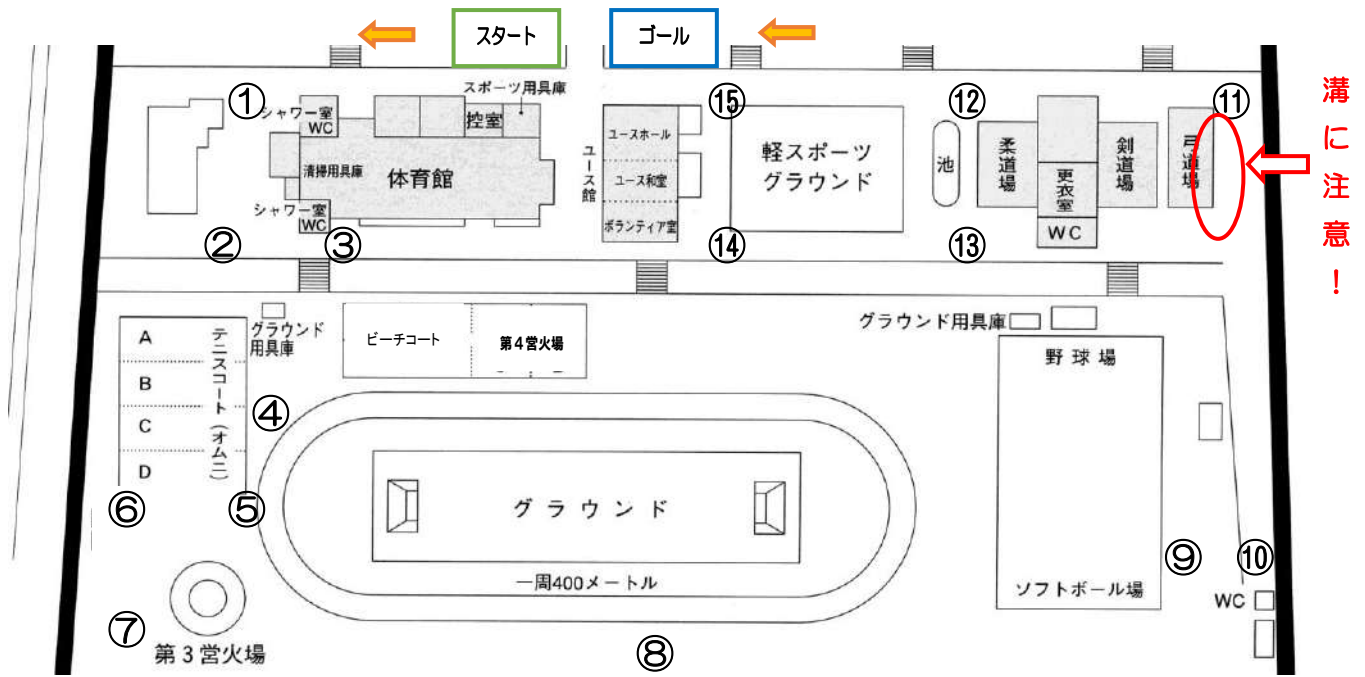 スタート
ゴール
①
シャワー室
WC
スポーツ用具庫
控室
清掃用具庫
体育館
シャワー室
WC
②
③
ユース館
ユースホール
ユース和室
ボランティア室
⑮
軽スポーツ
グラウンド
⑭
⑫
池
⑬
柔道場
更衣室
WC
剣道場
弓道場
⑪
溝に注意！
A
B
C
D
テニスコート（オムニ）
グラウンド
用具庫
ビーチコート
第4営火場
グラウンド用具庫
野球場
ソフトボール場
④
⑤
⑥
グラウンド
一周400メートル
⑦
第3営火場
⑧
⑨
⑩
WC